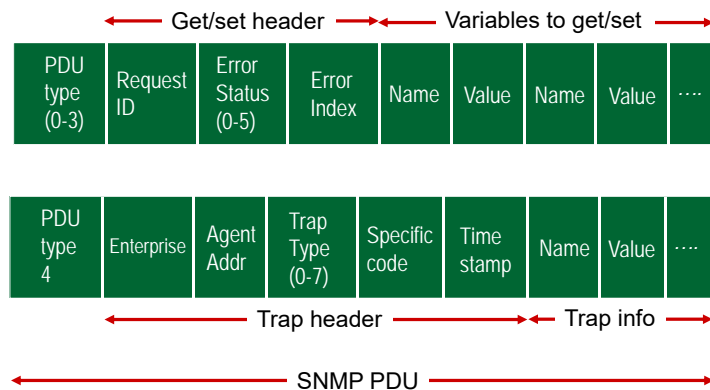 Get/set header
Variables to get/set
PDU
type
(0-3)
Request
ID
Error
Status
(0-5)
Error
Index
Name
Value
Name
Value
....
PDU
type
4
Enterprise
Agent
Addr
Trap
Type
(0-7)
Specific
code
Time
stamp
Name
Value
....
Trap header
Trap info
SNMP PDU